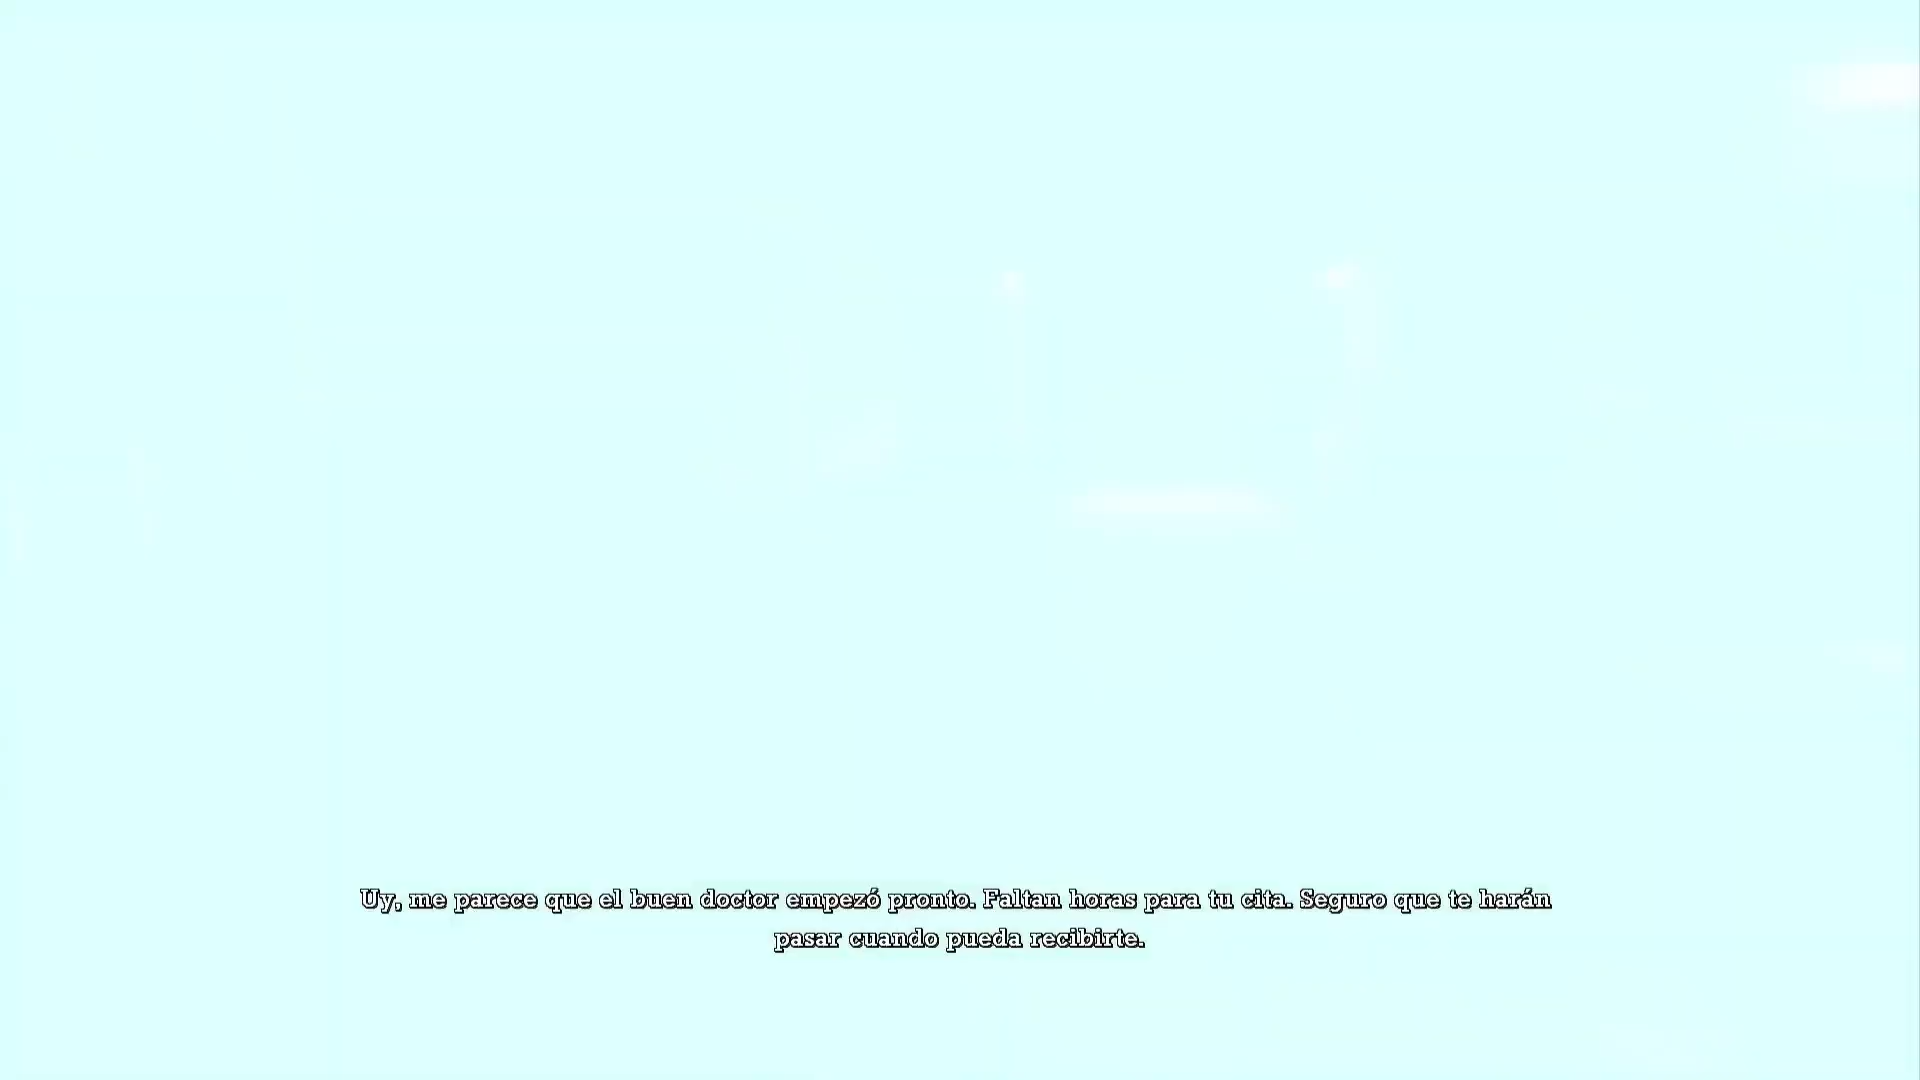 Uy, me parece que el buen doctor empezó pronto. Faltan horas para tu cita. Seguro que te harán
pasar cuando pueda recibirte.